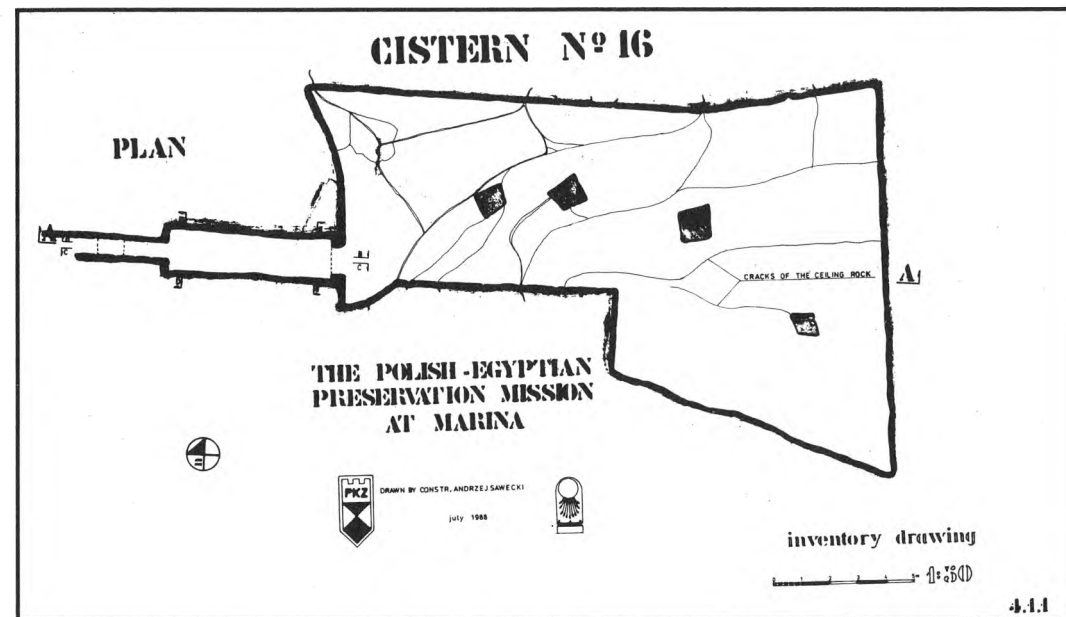 CISTERN Nº 16
PLAN
A
CRACKS OF THE CEILING ROCK
A
THE POLISH-EGYPTIAN
PRESERVATION MISSION
AT MARINA
PKZ
DRAWN BY CONSTR. ANDRZEJ SAWECKI
july 1988
inventory drawing
1:50
4.1.1